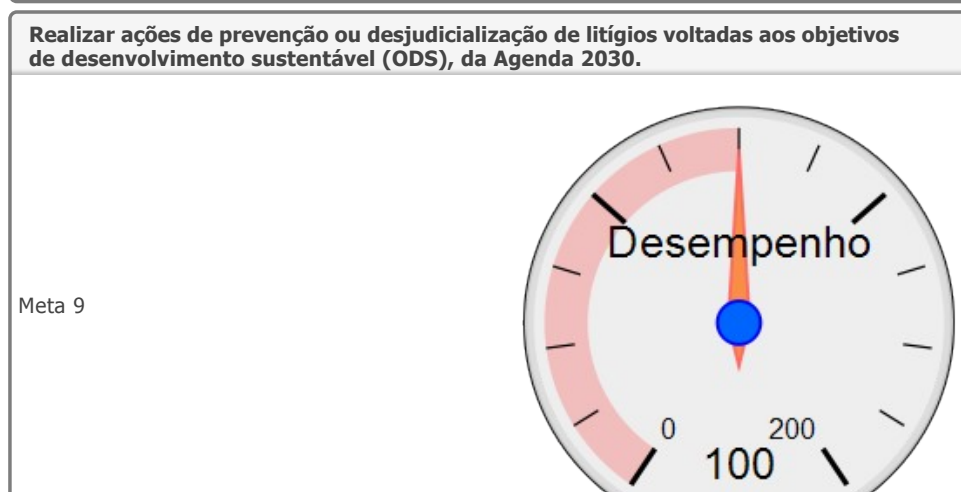 Realizar ações de prevenção ou desjudicialização de litígios voltadas aos objetivos
de desenvolvimento sustentável (ODS), da Agenda 2030.
Desempenho
Meta 9
0 200
100